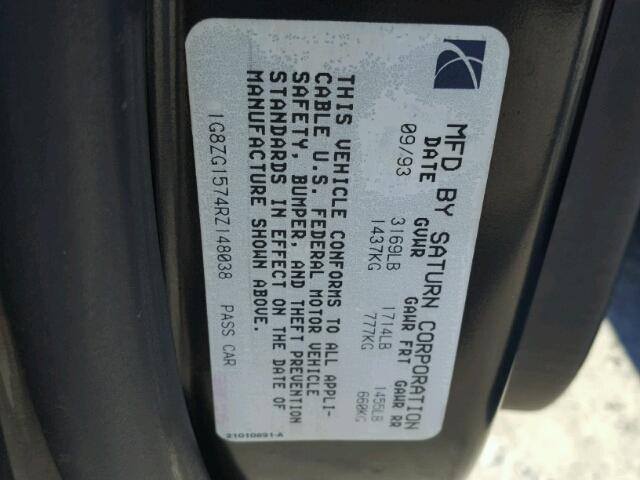 MFD BY SATURN CORPORATION
DATE GVWR GAWR FRT GAWR RR
09/93 3169LB 1714LB 1455LB
1437KG 777KG 660KG
THIS VEHICLE CONFORMS TO ALL APPLI-
CABLE U.S. FEDERAL MOTOR VEHICLE
SAFETY, BUMPER, AND THEFT PREVENTION
STANDARDS IN EFFECT ON THE DATE OF
MANUFACTURE SHOWN ABOVE.
1G8ZG1574RZ148038 PASS CAR
21010891-A